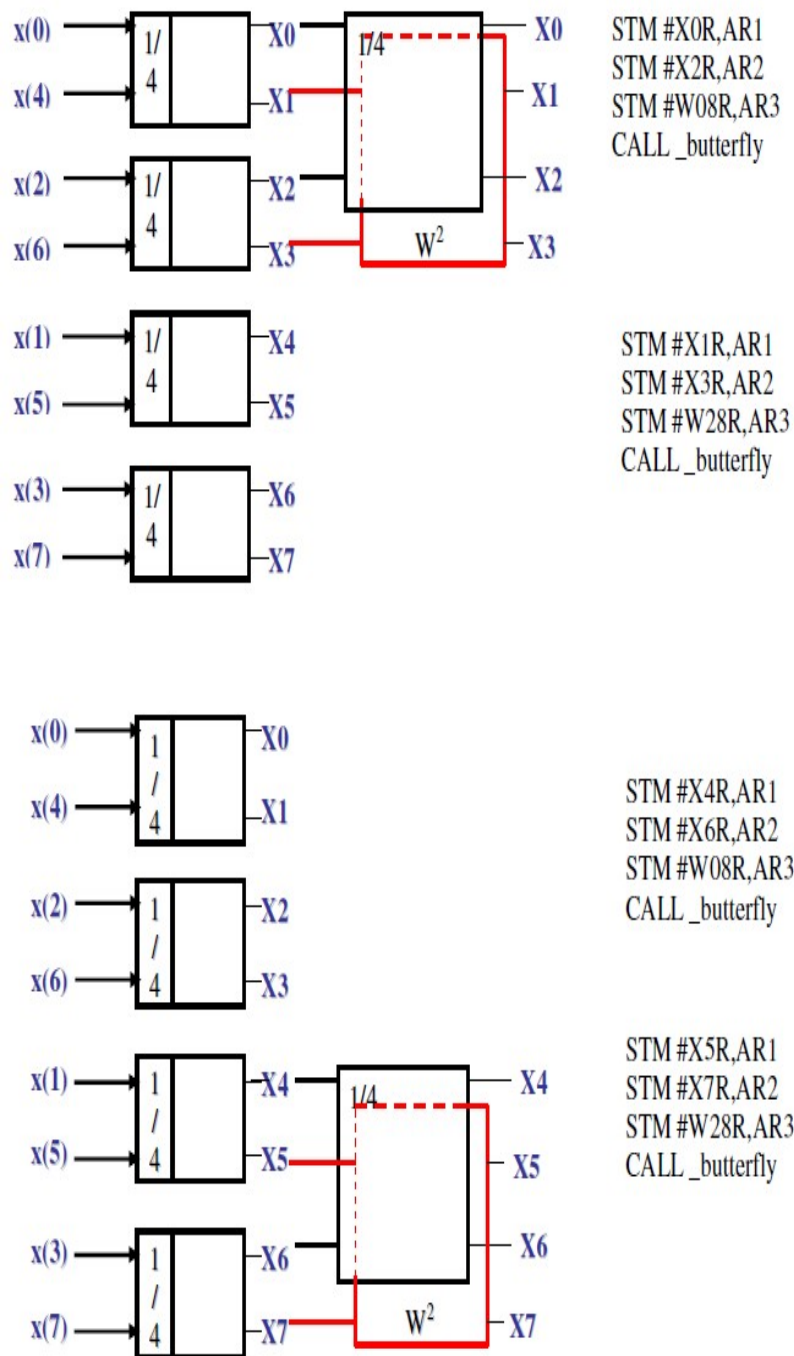 x(0) 1/ X0 1/4 X0 STM #X0R,AR1
x(4) 4 X1 X1 STM #X2R,AR2
STM #W08R,AR3
CALL _butterfly
x(2) 1/ X2 X2
x(6) 4 X3 W² X3
x(1) 1/ X4 STM #X1R,AR1
x(5) 4 X5 STM #X3R,AR2
STM #W28R,AR3
CALL _butterfly
x(3) 1/ X6
x(7) 4 X7
x(0) 1 X0
/
x(4) 4 X1 STM #X4R,AR1
STM #X6R,AR2
STM #W08R,AR3
x(2) 1 X2 CALL _butterfly
/
x(6) 4 X3
x(1) 1 X4 1/4 X4 STM #X5R,AR1
/ STM #X7R,AR2
STM #W28R,AR3
x(5) 4 X5 X5 CALL _butterfly
x(3) 1 X6 X6
/
x(7) 4 X7 W² X7